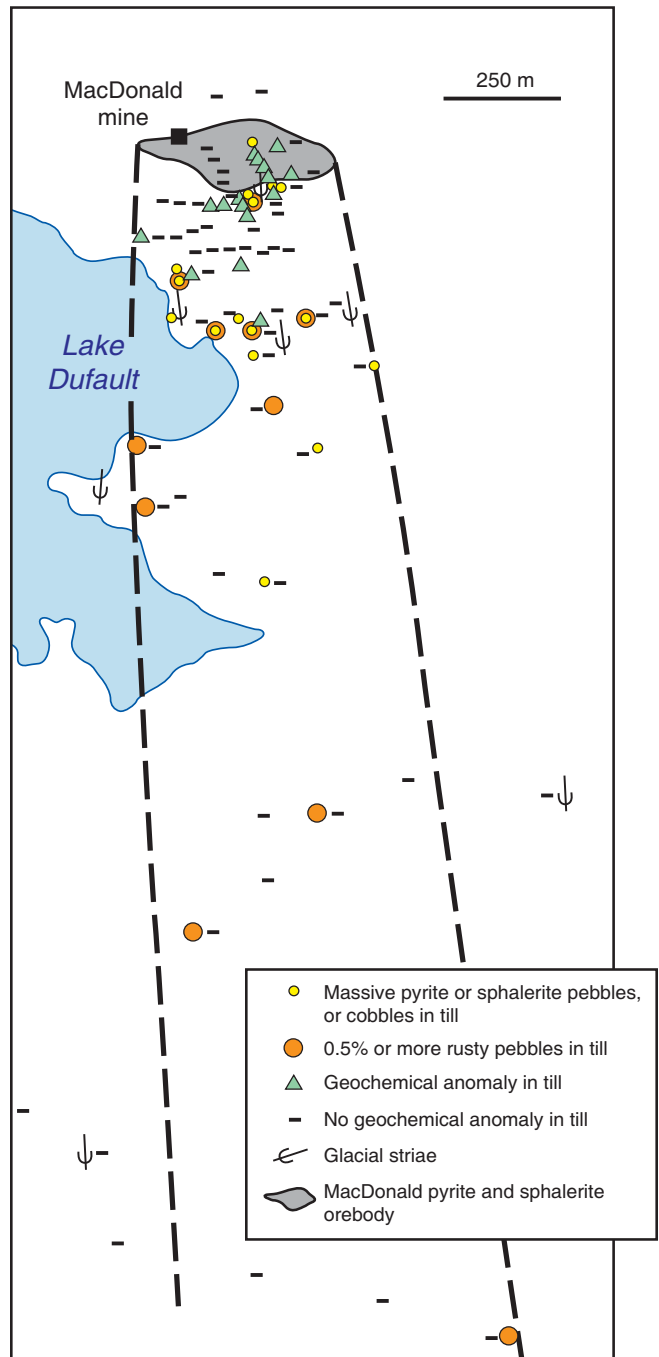 MacDonald
mine
250 m
Lake
Dufault
Massive pyrite or sphalerite pebbles,
or cobbles in till
0.5% or more rusty pebbles in till
Geochemical anomaly in till
No geochemical anomaly in till
Glacial striae
MacDonald pyrite and sphalerite
orebody